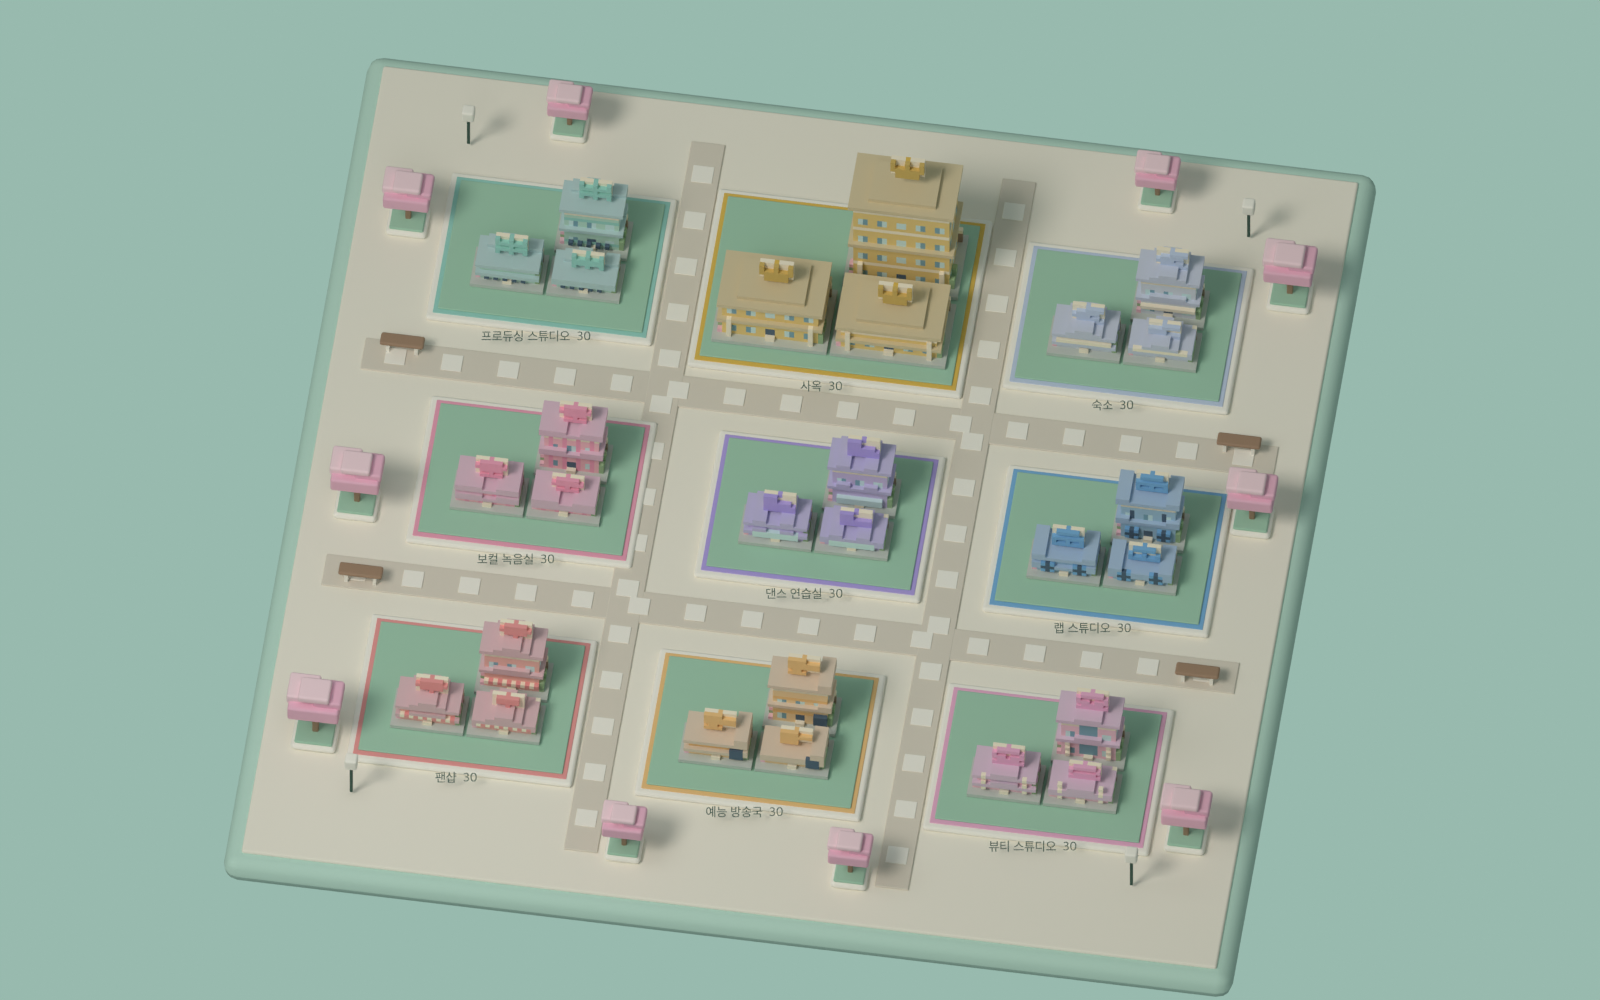 프로듀싱 스튜디오 30
사옥 30
숙소 30
보컬 녹음실 30
댄스 연습실 30
랩 스튜디오 30
팬샵 30
예능 방송국 30
뷰티 스튜디오 30